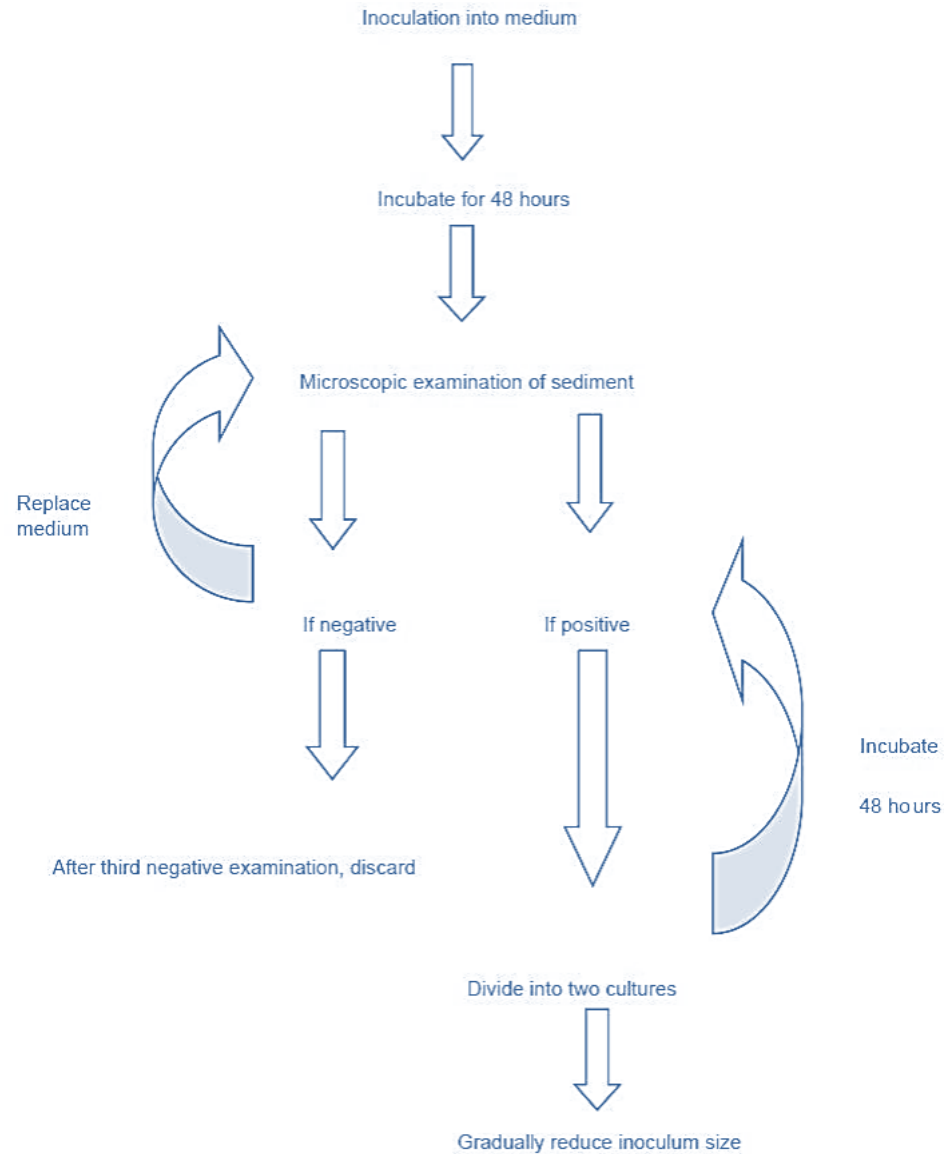 Inoculation into medium
Incubate for 48 hours
Microscopic examination of sediment
Replace
medium
If negative
If positive
Incubate
48 hours
After third negative examination, discard
Divide into two cultures
Gradually reduce inoculum size